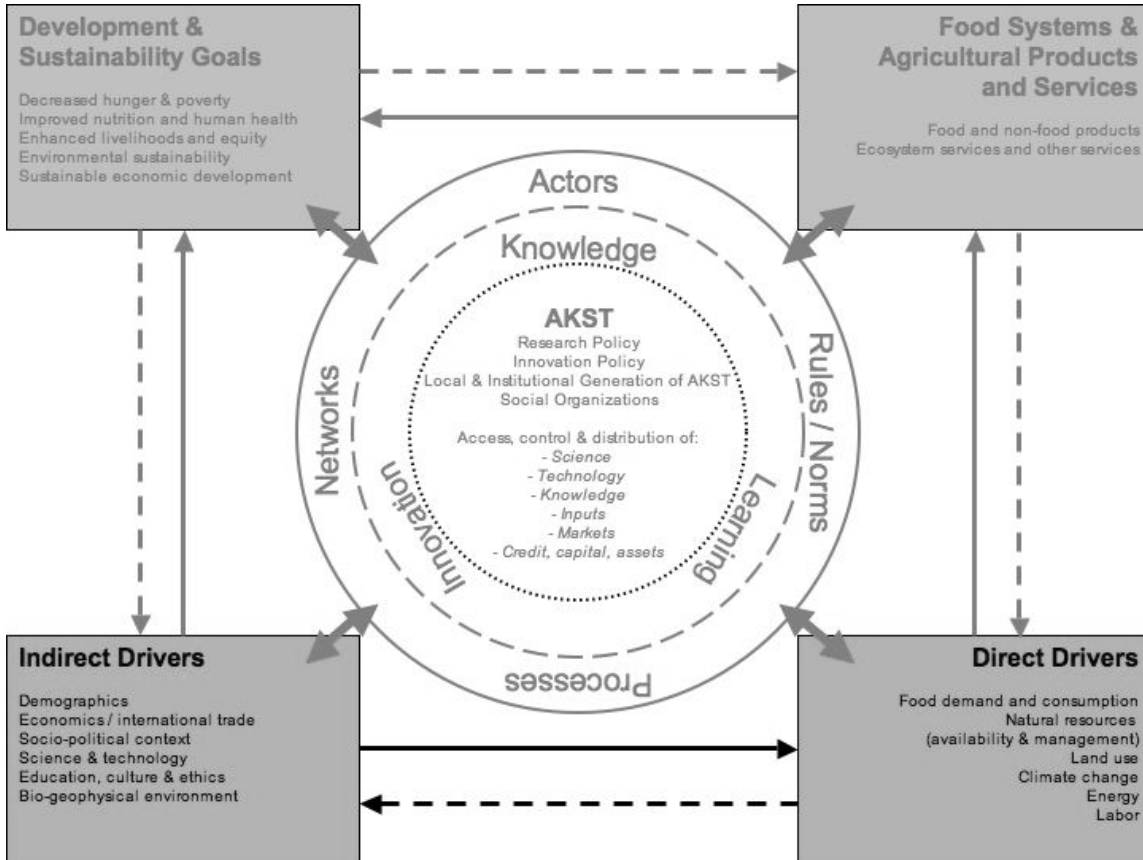 Development &
Sustainability Goals
Decreased hunger & poverty
Improved nutrition and human health
Enhanced livelihoods and equity
Environmental sustainability
Sustainable economic development
Food Systems &
Agricultural Products
and Services
Food and non-food products
Ecosystem services and other services
Actors
Knowledge
AKST
Research Policy
Innovation Policy
Local & Institutional Generation of AKST
Social Organizations
Access, control & distribution of:
- Science
- Technology
- Knowledge
- Inputs
- Markets
- Credit, capital, assets
Networks
Innovation
Learning
Rules / Norms
Processes
Indirect Drivers
Demographics
Economics / international trade
Socio-political context
Science & technology
Education, culture & ethics
Bio-geophysical environment
Direct Drivers
Food demand and consumption
Natural resources
(availability & management)
Land use
Climate change
Energy
Labor